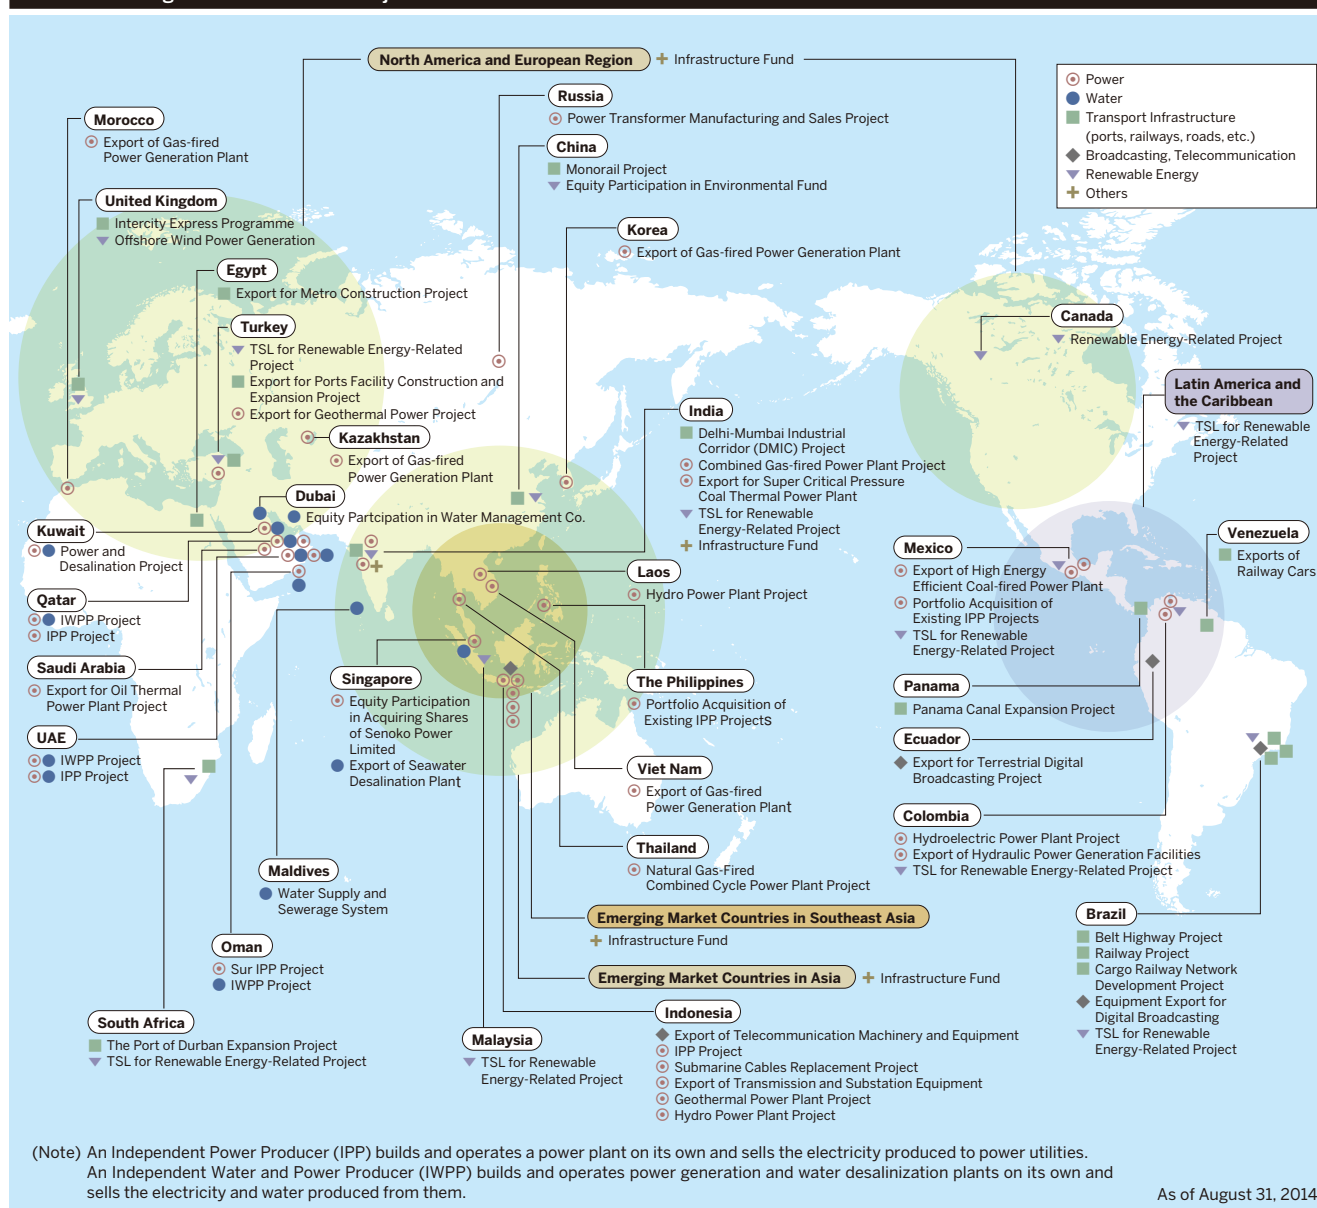 North America and European Region
Infrastructure Fund
Power
Water
Transport Infrastructure
(ports, railways, roads, etc.)
Broadcasting, Telecommunication
Renewable Energy
Others
Morocco
Export of Gas-fired
Power Generation Plant
Russia
Power Transformer Manufacturing and Sales Project
China
Monorail Project
Equity Participation in Environmental Fund
United Kingdom
Intercity Express Programme
Offshore Wind Power Generation
Korea
Export of Gas-fired Power Generation Plant
Egypt
Export for Metro Construction Project
Turkey
TSL for Renewable Energy-Related
Project
Export for Ports Facility Construction and
Expansion Project
Export for Geothermal Power Project
Canada
Renewable Energy-Related Project
Latin America and
the Caribbean
TSL for Renewable
Energy-Related
Project
Kazakhstan
Export of Gas-fired
Power Generation Plant
India
Delhi-Mumbai Industrial
Corridor (DMIC) Project
Combined Gas-fired Power Plant Project
Export for Super Critical Pressure
Coal Thermal Power Plant
TSL for Renewable
Energy-Related Project
Infrastructure Fund
Dubai
Equity Partcipation in Water Management Co.
Kuwait
Power and
Desalination Project
Qatar
IWPP Project
IPP Project
Saudi Arabia
Export for Oil Thermal
Power Plant Project
UAE
IWPP Project
IPP Project
Laos
Hydro Power Plant Project
Mexico
Export of High Energy
Efficient Coal-fired Power Plant
Portfolio Acquisition of
Existing IPP Projects
TSL for Renewable
Energy-Related Project
Venezuela
Exports of
Railway Cars
Singapore
Equity Participation
in Acquiring Shares
of Senoko Power
Limited
Export of Seawater
Desalination Plant
The Philippines
Portfolio Acquisition of
Existing IPP Projects
Panama
Panama Canal Expansion Project
Ecuador
Export for Terrestrial Digital
Broadcasting Project
Viet Nam
Export of Gas-fired
Power Generation Plant
Colombia
Hydroelectric Power Plant Project
Export of Hydraulic Power Generation Facilities
TSL for Renewable Energy-Related Project
Thailand
Natural Gas-Fired
Combined Cycle Power Plant Project
Maldives
Water Supply and
Sewerage System
Emerging Market Countries in Southeast Asia
Infrastructure Fund
Brazil
Belt Highway Project
Railway Project
Cargo Railway Network
Development Project
Equipment Export for
Digital Broadcasting
TSL for Renewable
Energy-Related Project
Oman
Sur IPP Project
IWPP Project
Emerging Market Countries in Asia
Infrastructure Fund
South Africa
The Port of Durban Expansion Project
TSL for Renewable Energy-Related Project
Malaysia
TSL for Renewable
Energy-Related Project
Indonesia
Export of Telecommunication Machinery and Equipment
IPP Project
Submarine Cables Replacement Project
Export of Transmission and Substation Equipment
Geothermal Power Plant Project
Hydro Power Plant Project
(Note) An Independent Power Producer (IPP) builds and operates a power plant on its own and sells the electricity produced to power utilities.
An Independent Water and Power Producer (IWPP) builds and operates power generation and water desalinization plants on its own and
sells the electricity and water produced from them.
As of August 31, 2014